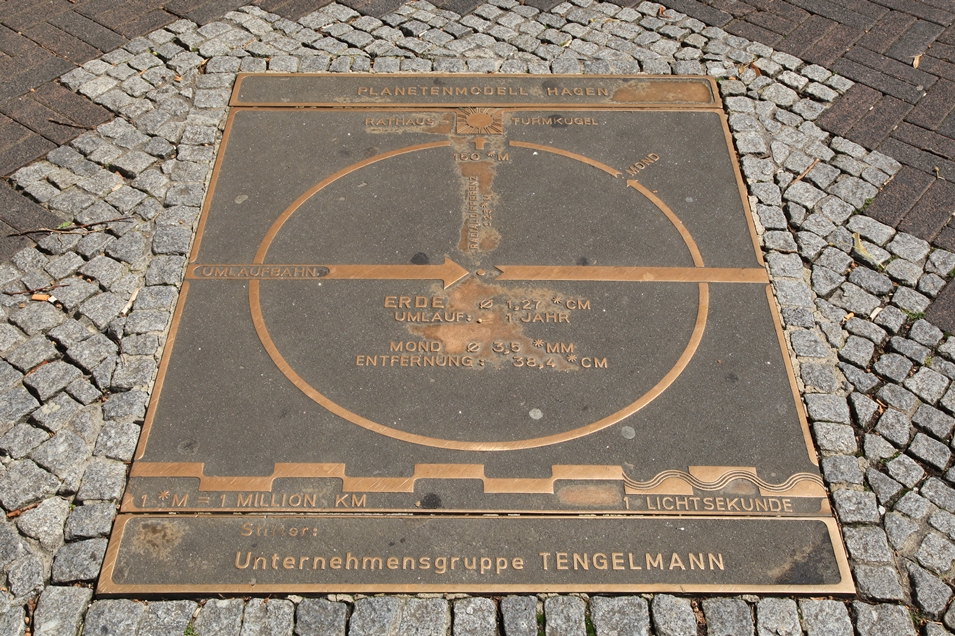 PLANETENMODELL HAGEN
RATHAUS - TURMKUGEL
150 *M
MOND
UMLAUFBAHN
ERDE Ø 1,27 *CM
UMLAUF: 1 JAHR
MOND Ø 3,5 *MM
ENTFERNUNG: 38,4 *CM
1 *M = 1 MILLION KM
1 LICHTSEKUNDE
Stifter:
Unternehmensgruppe TENGELMANN